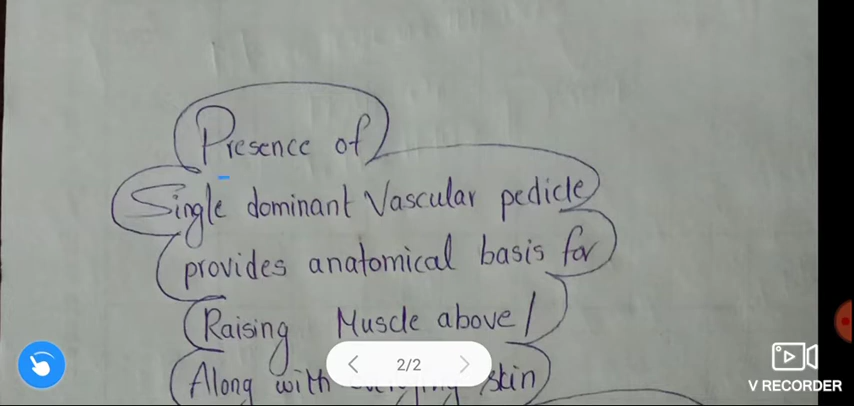 Presence of
Single dominant Vascular pedicle
provides anatomical basis for
Raising Muscle above /
Along with skin
2/2
V RECORDER